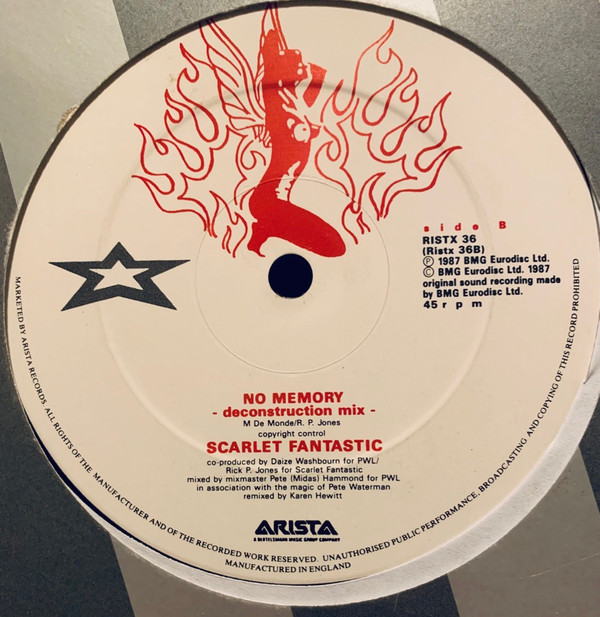 side B
RISTX 36
(Ristx 36B)
Ⓟ 1987 BMG Eurodisc Ltd.
© BMG Eurodisc Ltd. 1987
original sound recording made
by BMG Eurodisc Ltd.
45 rpm
NO MEMORY
- deconstruction mix -
M De Monde/R. P. Jones
copyright control
SCARLET FANTASTIC
co-produced by Daize Washbourn for PWL/
Rick P. Jones for Scarlet Fantastic
mixed by mixmaster Pete (Midas) Hammond for PWL
in association with the magic of Pete Waterman
remixed by Karen Hewitt
ARISTA
A BERTELSMANN MUSIC GROUP COMPANY
MARKETED BY ARISTA RECORDS. ALL RIGHTS OF THE MANUFACTURER AND OF THE RECORDED WORK RESERVED. UNAUTHORISED PUBLIC PERFORMANCE, BROADCASTING AND COPYING OF THIS RECORD PROHIBITED
MANUFACTURED IN ENGLAND